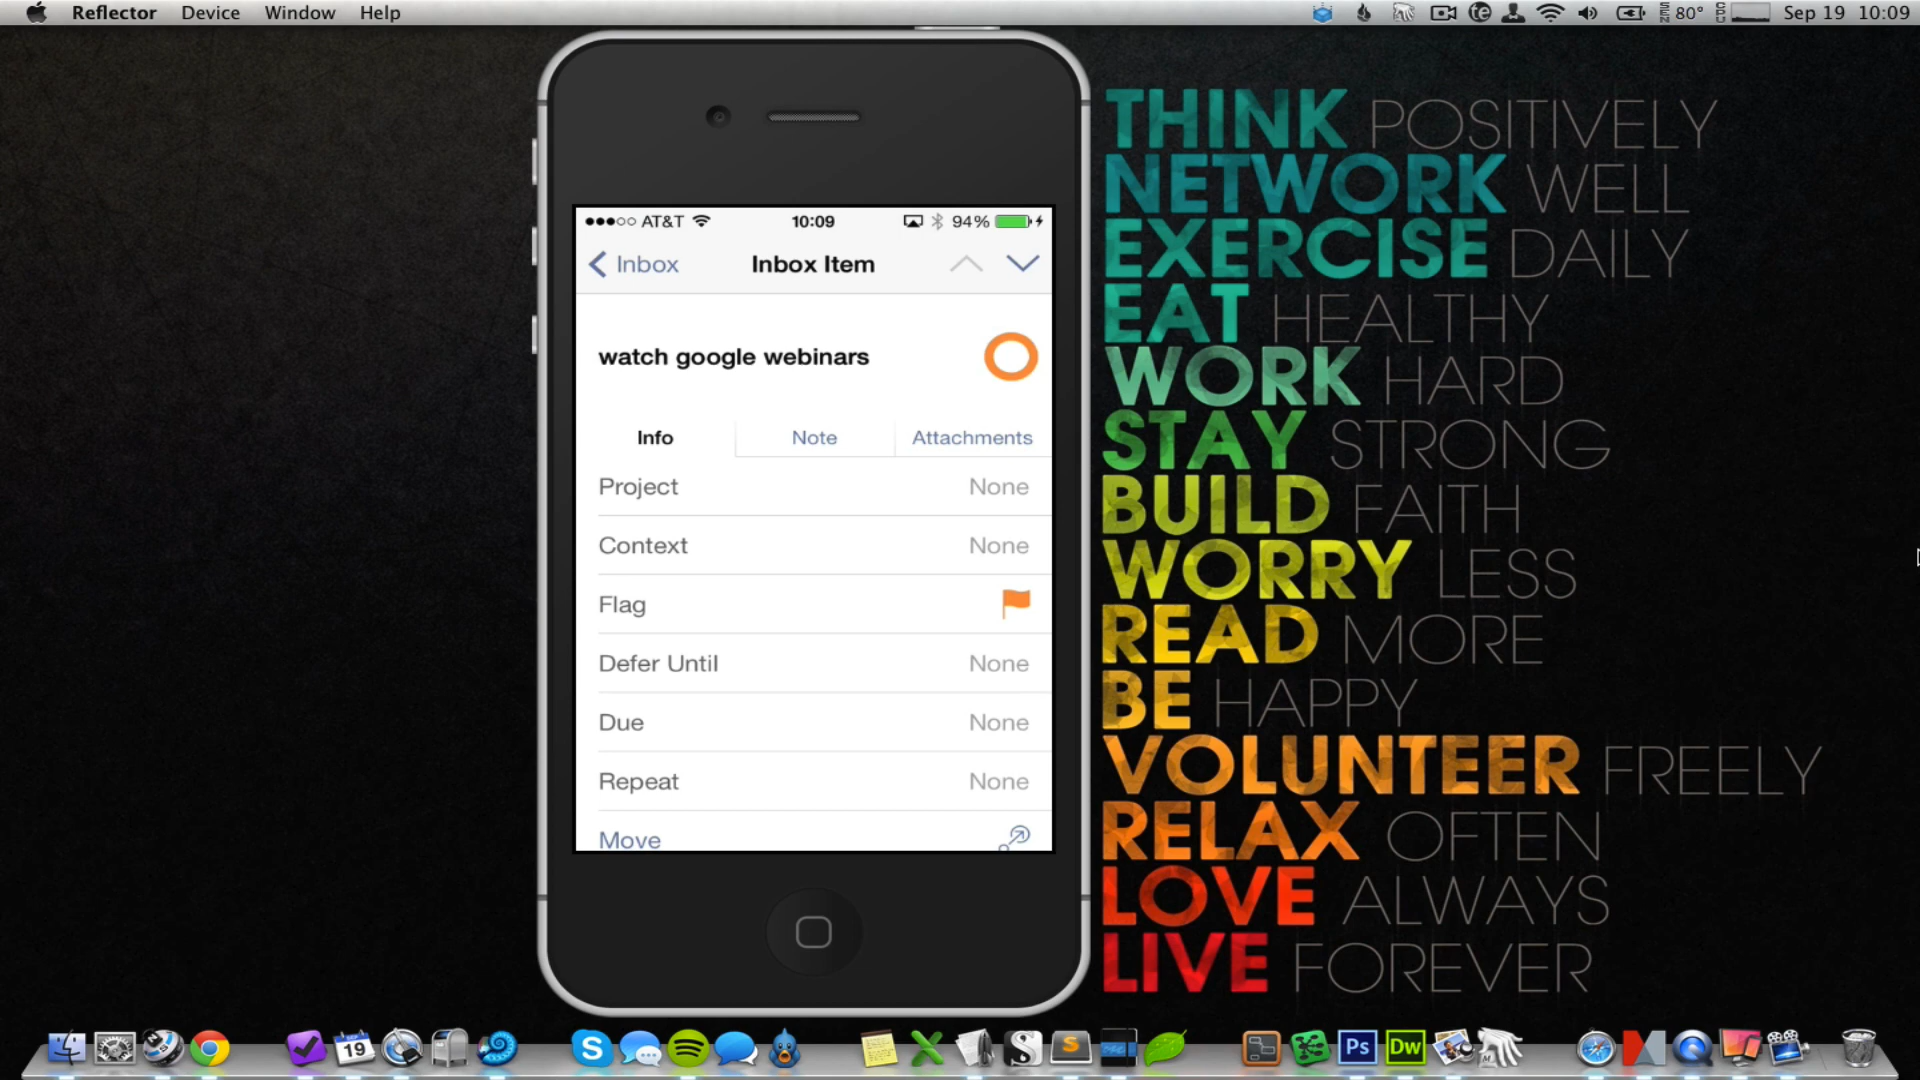 Reflector Device Window Help
SEN 80° CPU Sep 19 10:09
AT&T 10:09 94%
Inbox Inbox Item
watch google webinars
Info Note Attachments
Project None
Context None
Flag
Defer Until None
Due None
Repeat None
Move
THINK POSITIVELY
NETWORK WELL
EXERCISE DAILY
EAT HEALTHY
WORK HARD
STAY STRONG
BUILD FAITH
WORRY LESS
READ MORE
BE HAPPY
VOLUNTEER FREELY
RELAX OFTEN
LOVE ALWAYS
LIVE FOREVER
19 S S S Ps Dw M